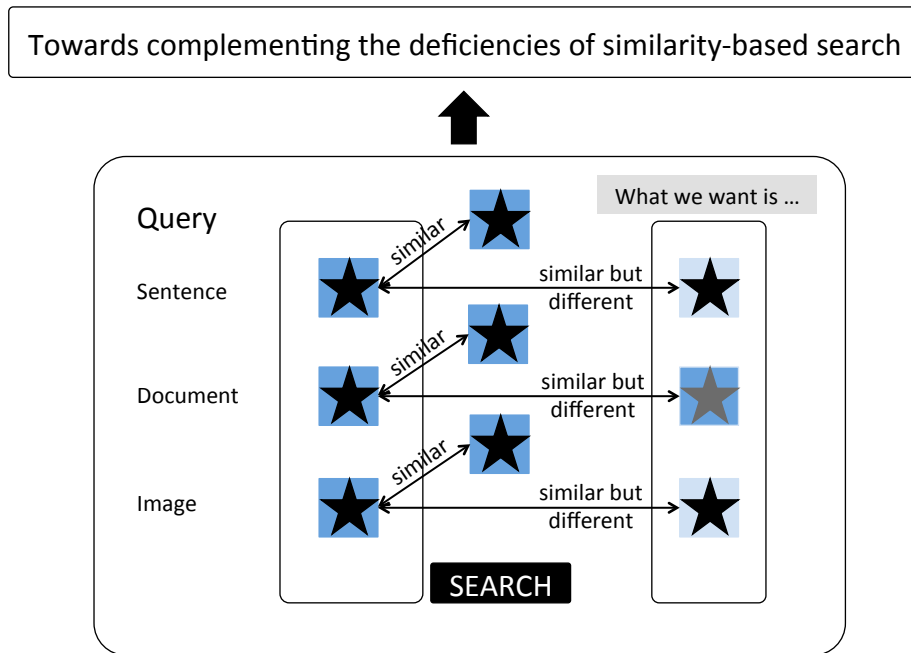 Towards complementing the deficiencies of similarity-based search
What we want is …
Query
similar
Sentence
similar but
different
similar
Document
similar but
different
similar
Image
similar but
different
SEARCH